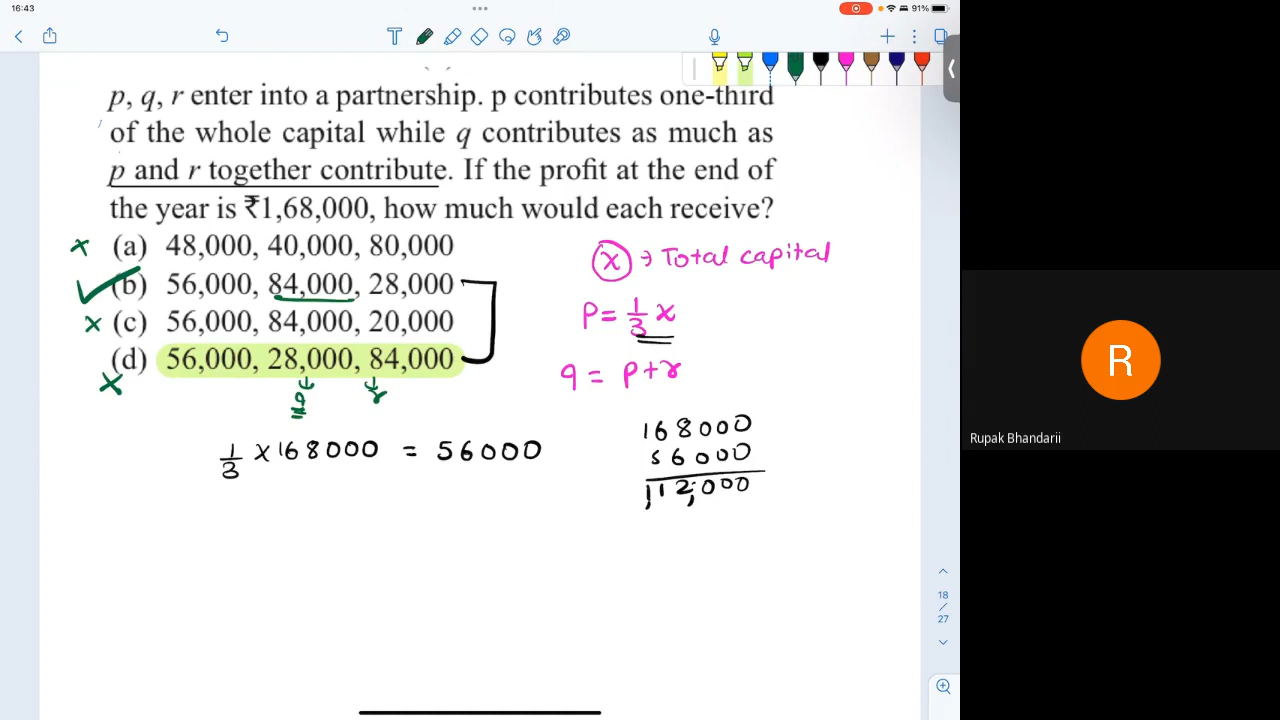 16:43
91%
p, q, r enter into a partnership. p contributes one-third
of the whole capital while q contributes as much as
p and r together contribute. If the profit at the end of
the year is ₹1,68,000, how much would each receive?
x (a) 48,000, 40,000, 80,000
(b) 56,000, 84,000, 28,000
x (c) 56,000, 84,000, 20,000
x (d) 56,000, 28,000, 84,000
x → Total capital
P = 1/3 x
q = p+r
q r
1/3 x 168000 = 56000
168000
56000
1,12,000
R
Rupak Bhandarii
18
/
27